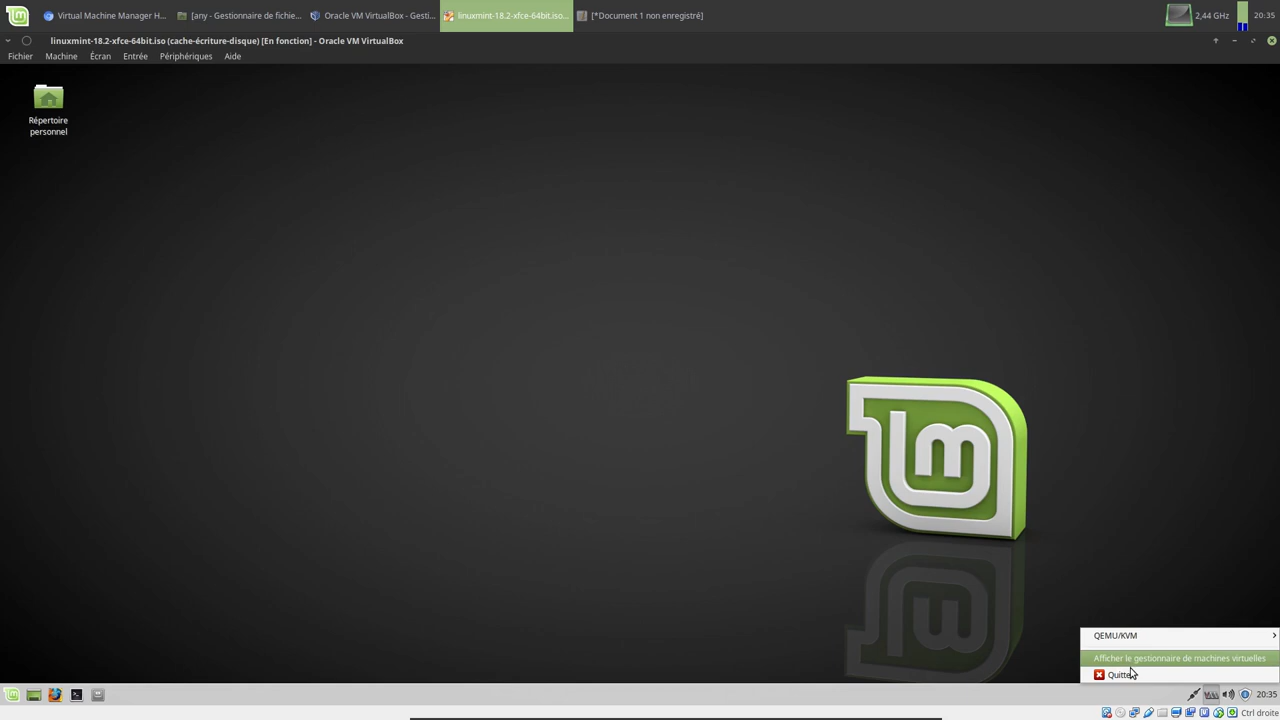 Virtual Machine Manager H...
[any - Gestionnaire de fichie...
Oracle VM VirtualBox - Gesti...
linuxmint-18.2-xfce-64bit.iso...
[*Document 1 non enregistré]
2,44 GHz
20:35
linuxmint-18.2-xfce-64bit.iso (cache-écriture-disque) [En fonction] - Oracle VM VirtualBox
Fichier Machine Écran Entrée Périphériques Aide
Répertoire
personnel
QEMU/KVM
Afficher le gestionnaire de machines virtuelles
Quitter
20:35
Ctrl droite